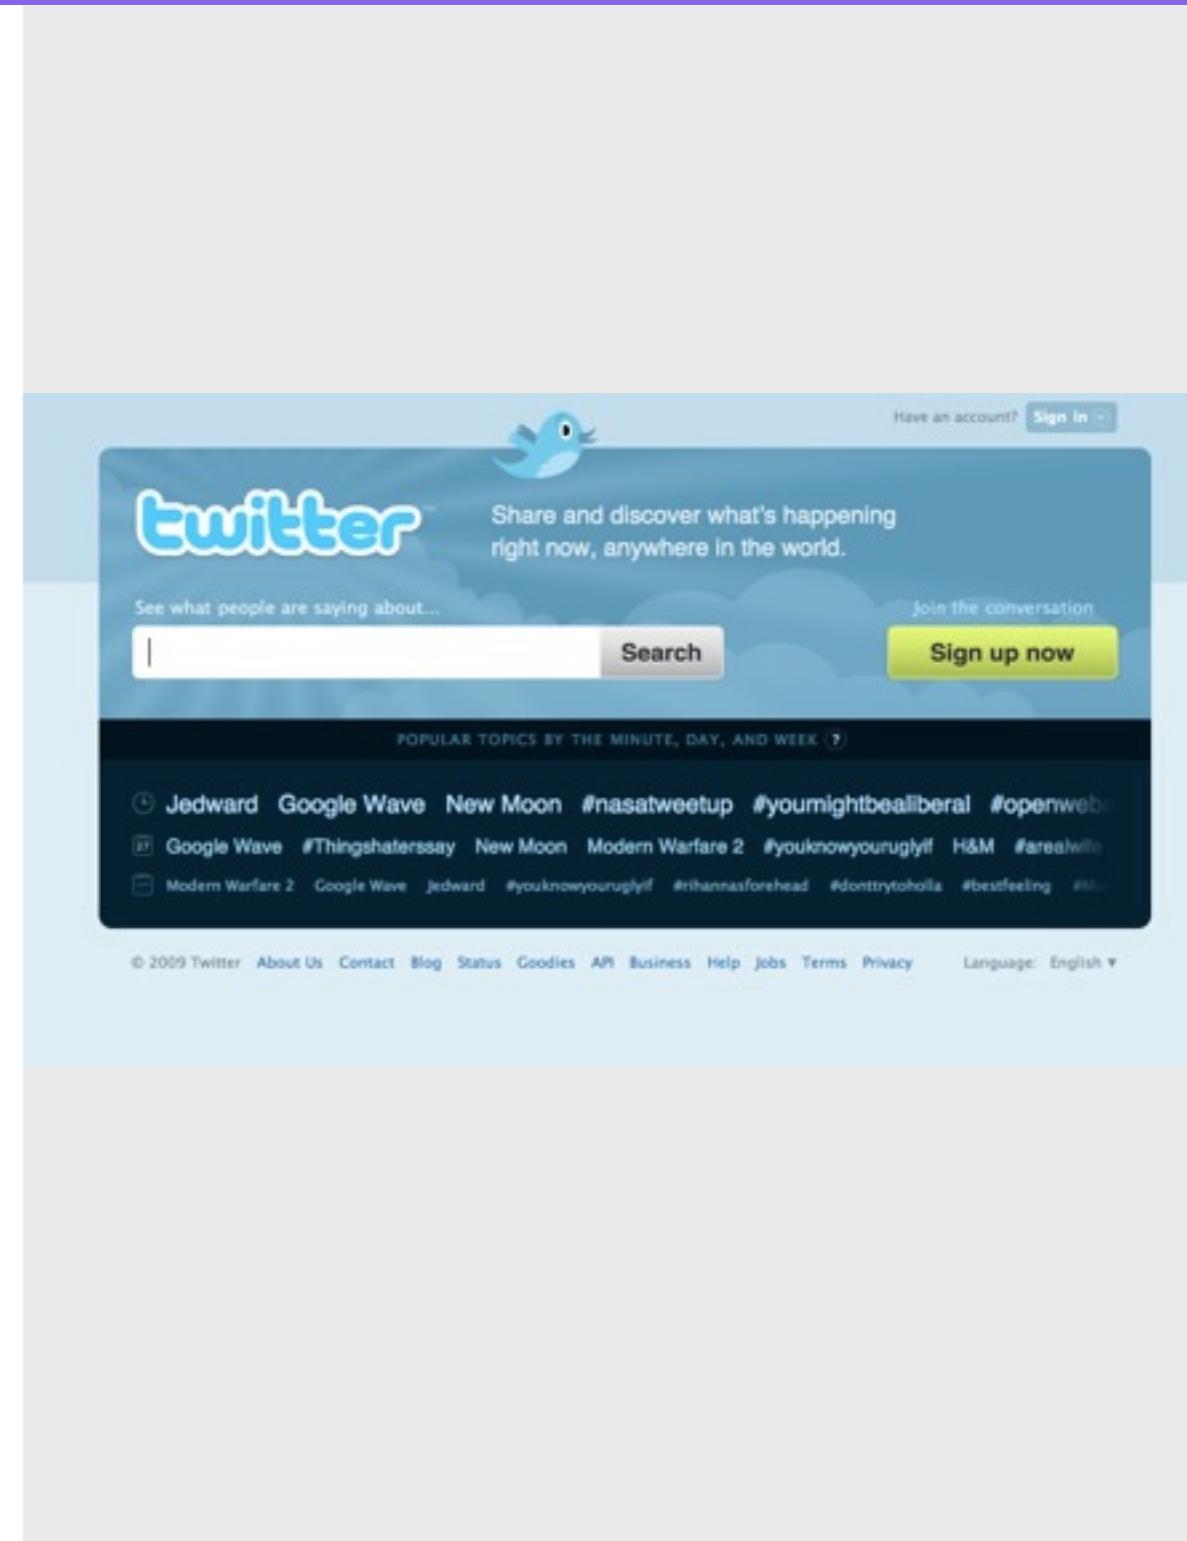 Have an account? Sign in
twitter
Share and discover what's happening
right now, anywhere in the world.
See what people are saying about...
Join the conversation
Search
Sign up now
POPULAR TOPICS BY THE MINUTE, DAY, AND WEEK ?
Jedward Google Wave New Moon #nasatweetup #youmightbealiberal
Google Wave #Thingshaterssay New Moon Modern Warfare 2 #youknowyouruglyif H&M #arealwife
Modern Warfare 2 Google Wave Jedward #youknowyouruglyif #rihannasforehead #donttrytoholla #bestfeeling
© 2009 Twitter About Us Contact Blog Status Goodies API Business Help Jobs Terms Privacy Language: English